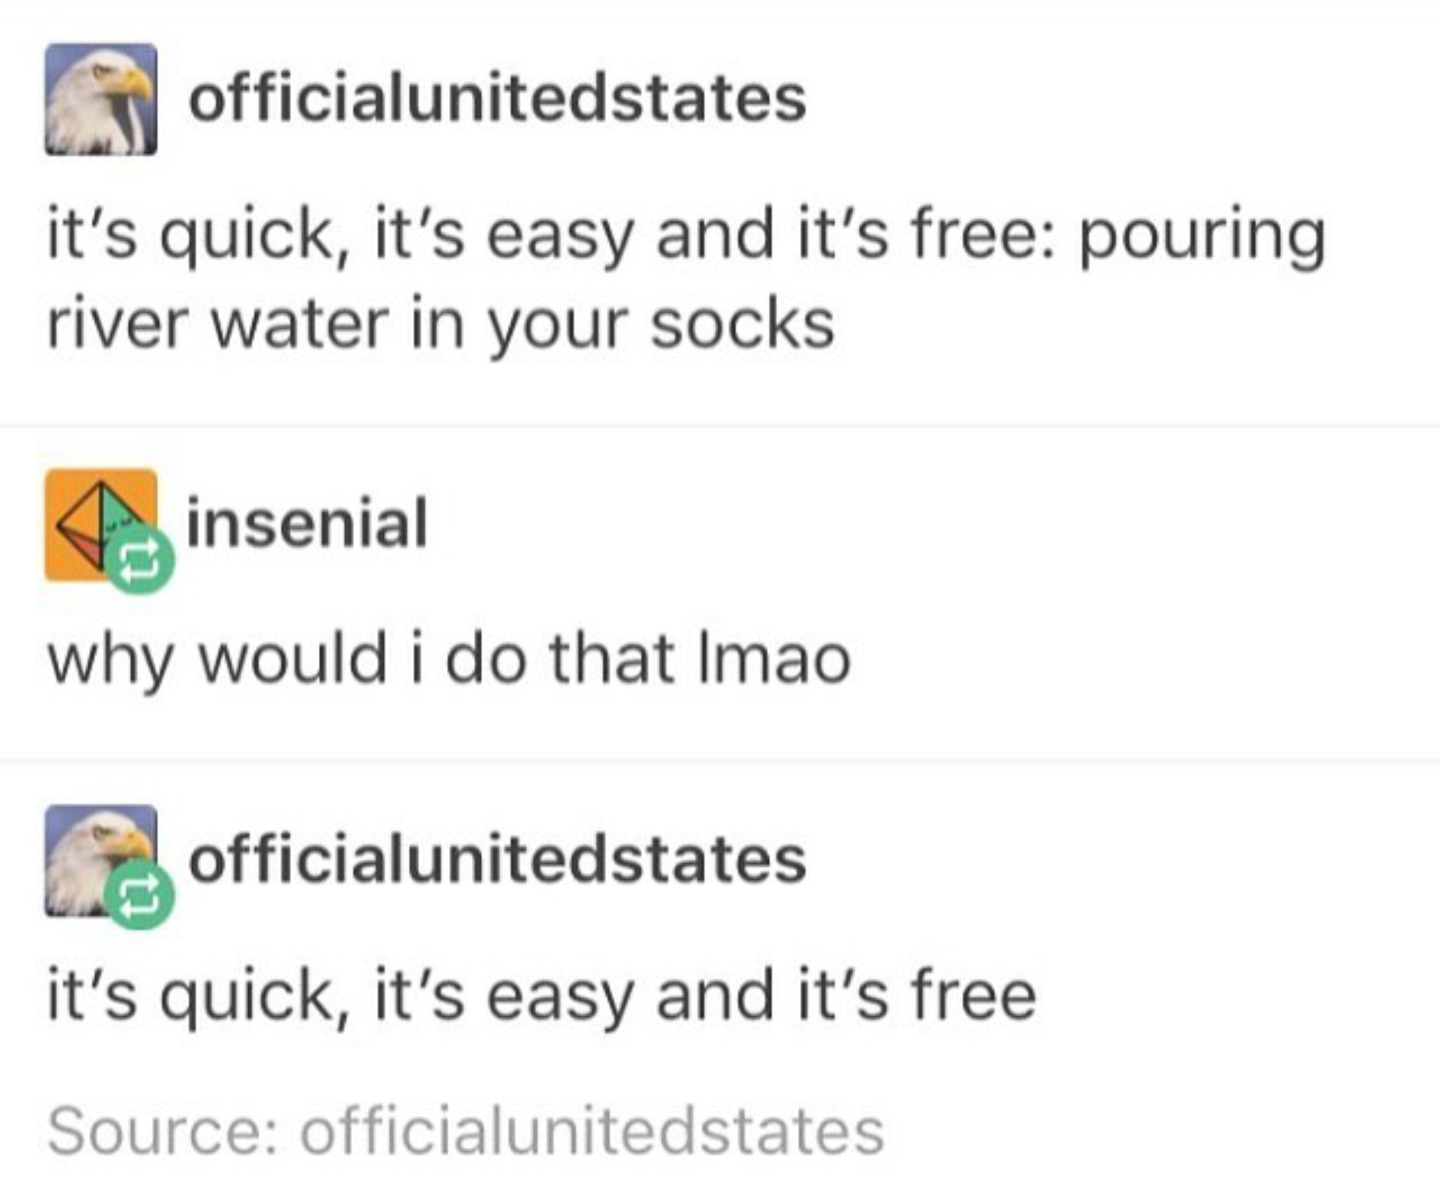 officialunitedstates
it’s quick, it’s easy and it’s free: pouring
river water in your socks
insenial
why would i do that lmao
officialunitedstates
it’s quick, it’s easy and it’s free
Source: officialunitedstates